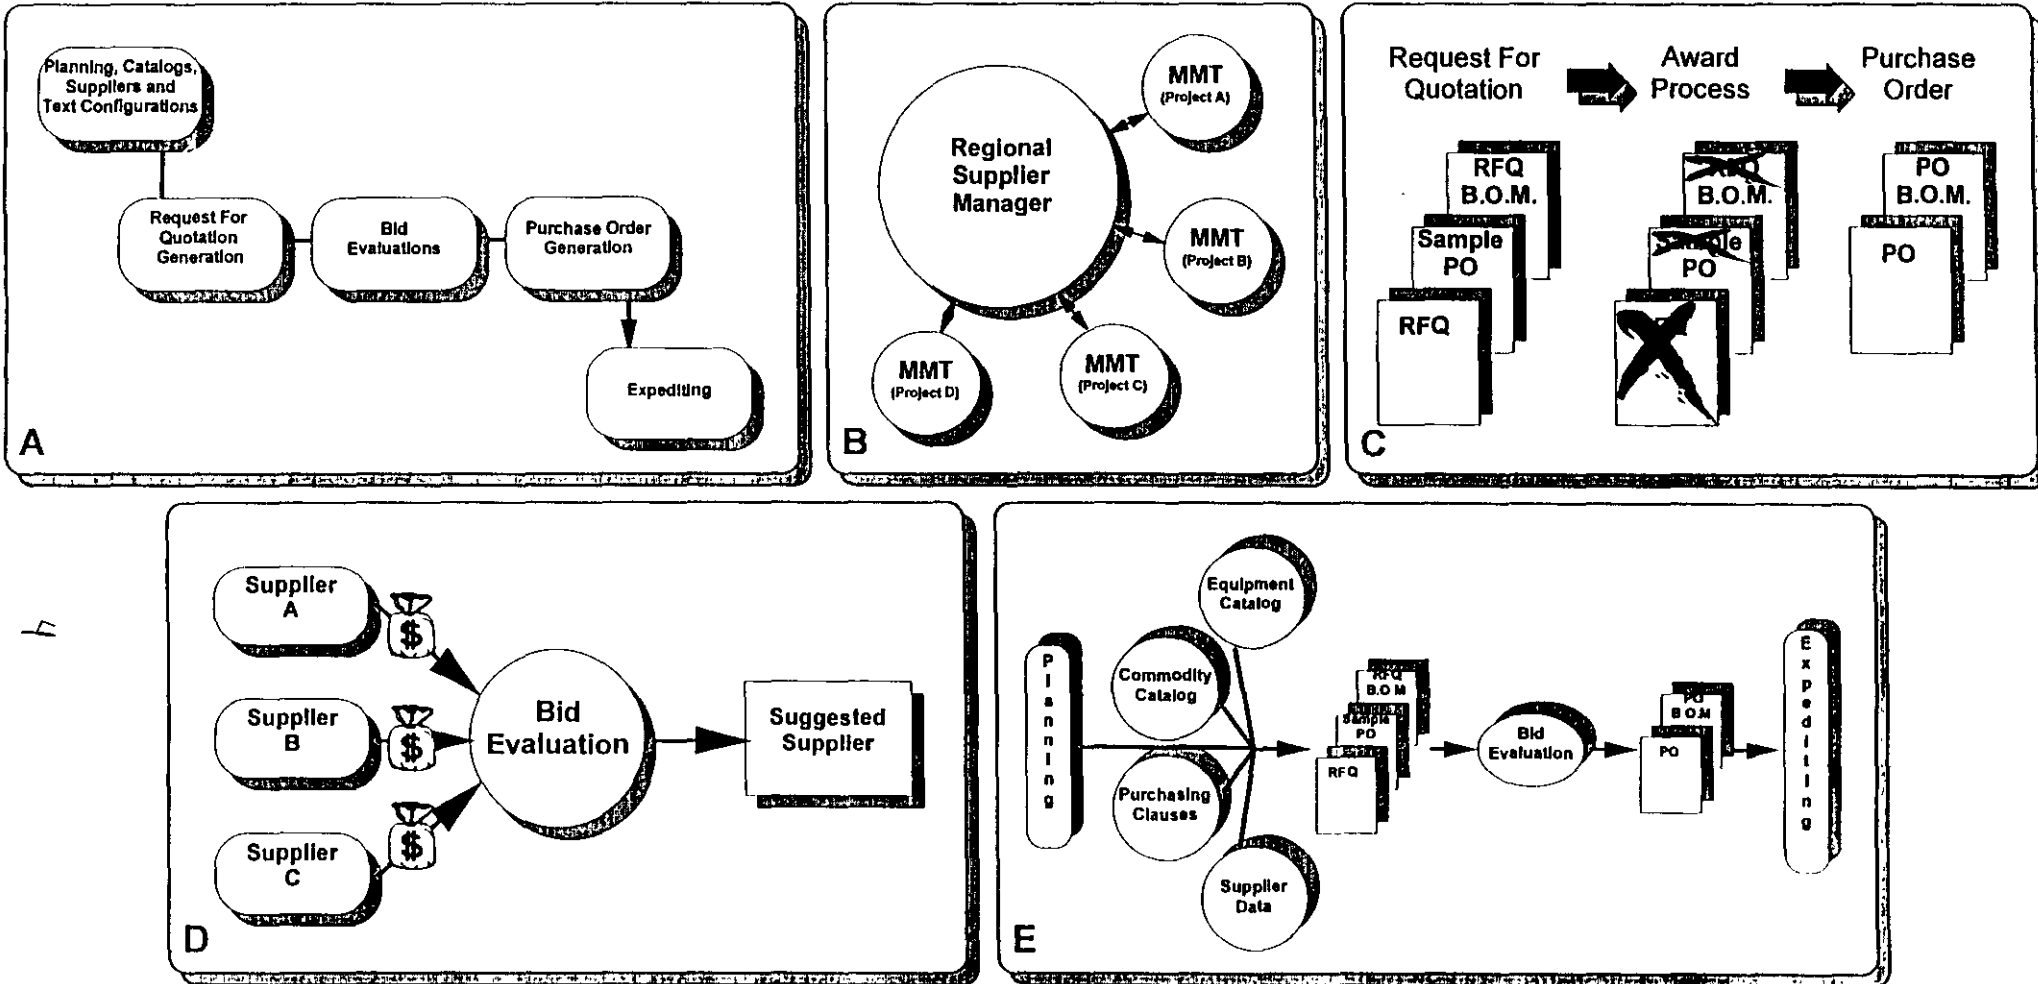 Planning, Catalogs,
Suppliers and
Text Configurations
Request For
Quotation
Generation
Bid
Evaluations
Purchase Order
Generation
Expediting
A
Regional
Supplier
Manager
MMT
(Project A)
MMT
(Project B)
MMT
(Project C)
MMT
(Project D)
B
Request For
Quotation
Award
Process
Purchase
Order
RFQ
B.O.M.
Sample
PO
RFQ
RFQ
B.O.M.
Sample
PO
PO
B.O.M.
PO
C
4
Supplier
A
$
Supplier
B
$
Supplier
C
$
Bid
Evaluation
Suggested
Supplier
D
Planning
Equipment
Catalog
Commodity
Catalog
Purchasing
Clauses
Supplier
Data
RFQ
B.O.M
Sample
PO
RFQ
Bid
Evaluation
PO
B.O.M
PO
Expediting
E